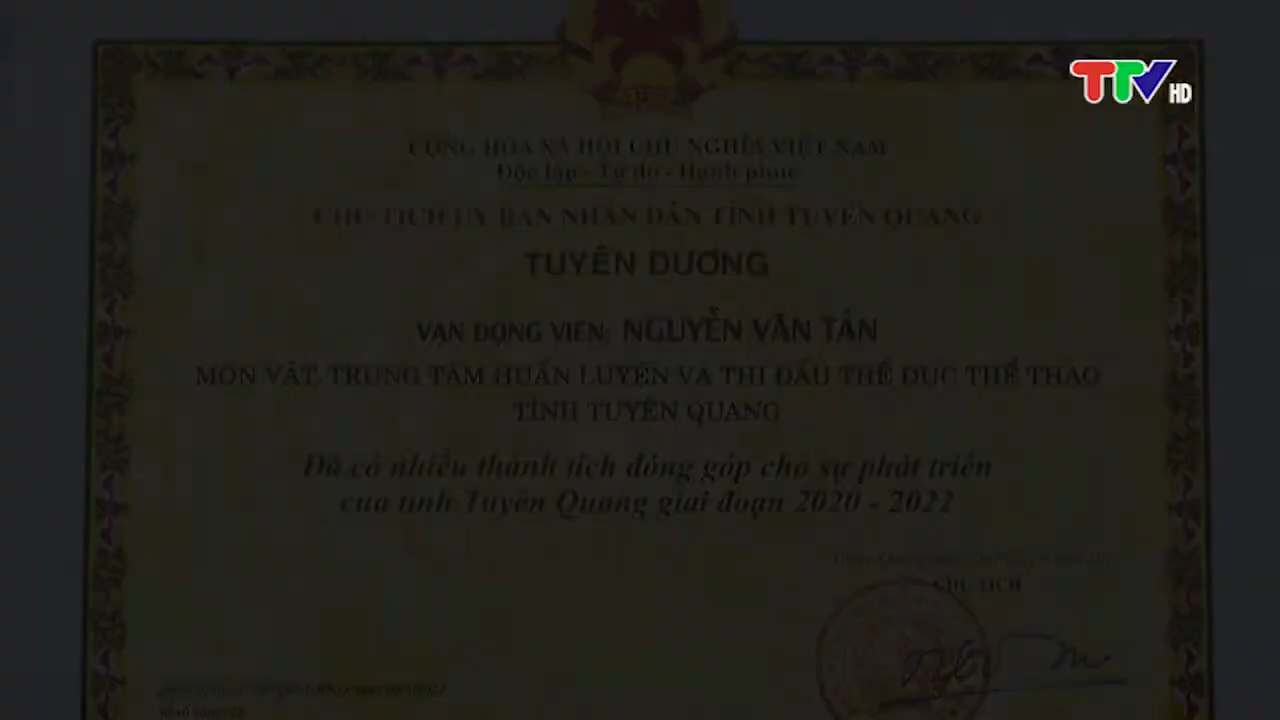 TTV HD
CỘNG HÒA XÃ HỘI CHỦ NGHĨA VIỆT NAM
Độc lập - Tự do - Hạnh phúc
CHỦ TỊCH ỦY BAN NHÂN DÂN TỈNH TUYÊN QUANG
TUYÊN DƯƠNG
VẬN ĐỘNG VIÊN: NGUYỄN VĂN TÂN
MÔN VẬT, TRUNG TÂM HUẤN LUYỆN VÀ THI ĐẤU THỂ DỤC THỂ THAO
TỈNH TUYÊN QUANG
Đã có nhiều thành tích đóng góp cho sự phát triển
của tỉnh Tuyên Quang giai đoạn 2020 - 2022
CHỦ TỊCH